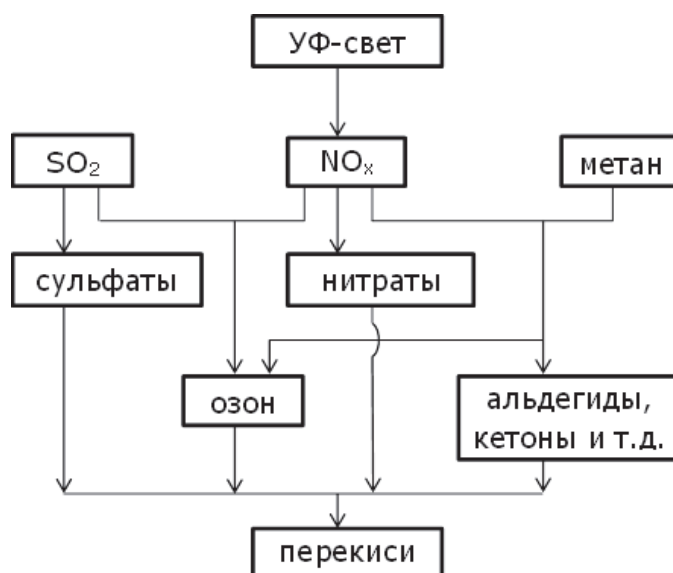 УФ-свет
SO₂
NOₓ
метан
сульфаты
нитраты
озон
альдегиды,
кетоны и т.д.
перекиси